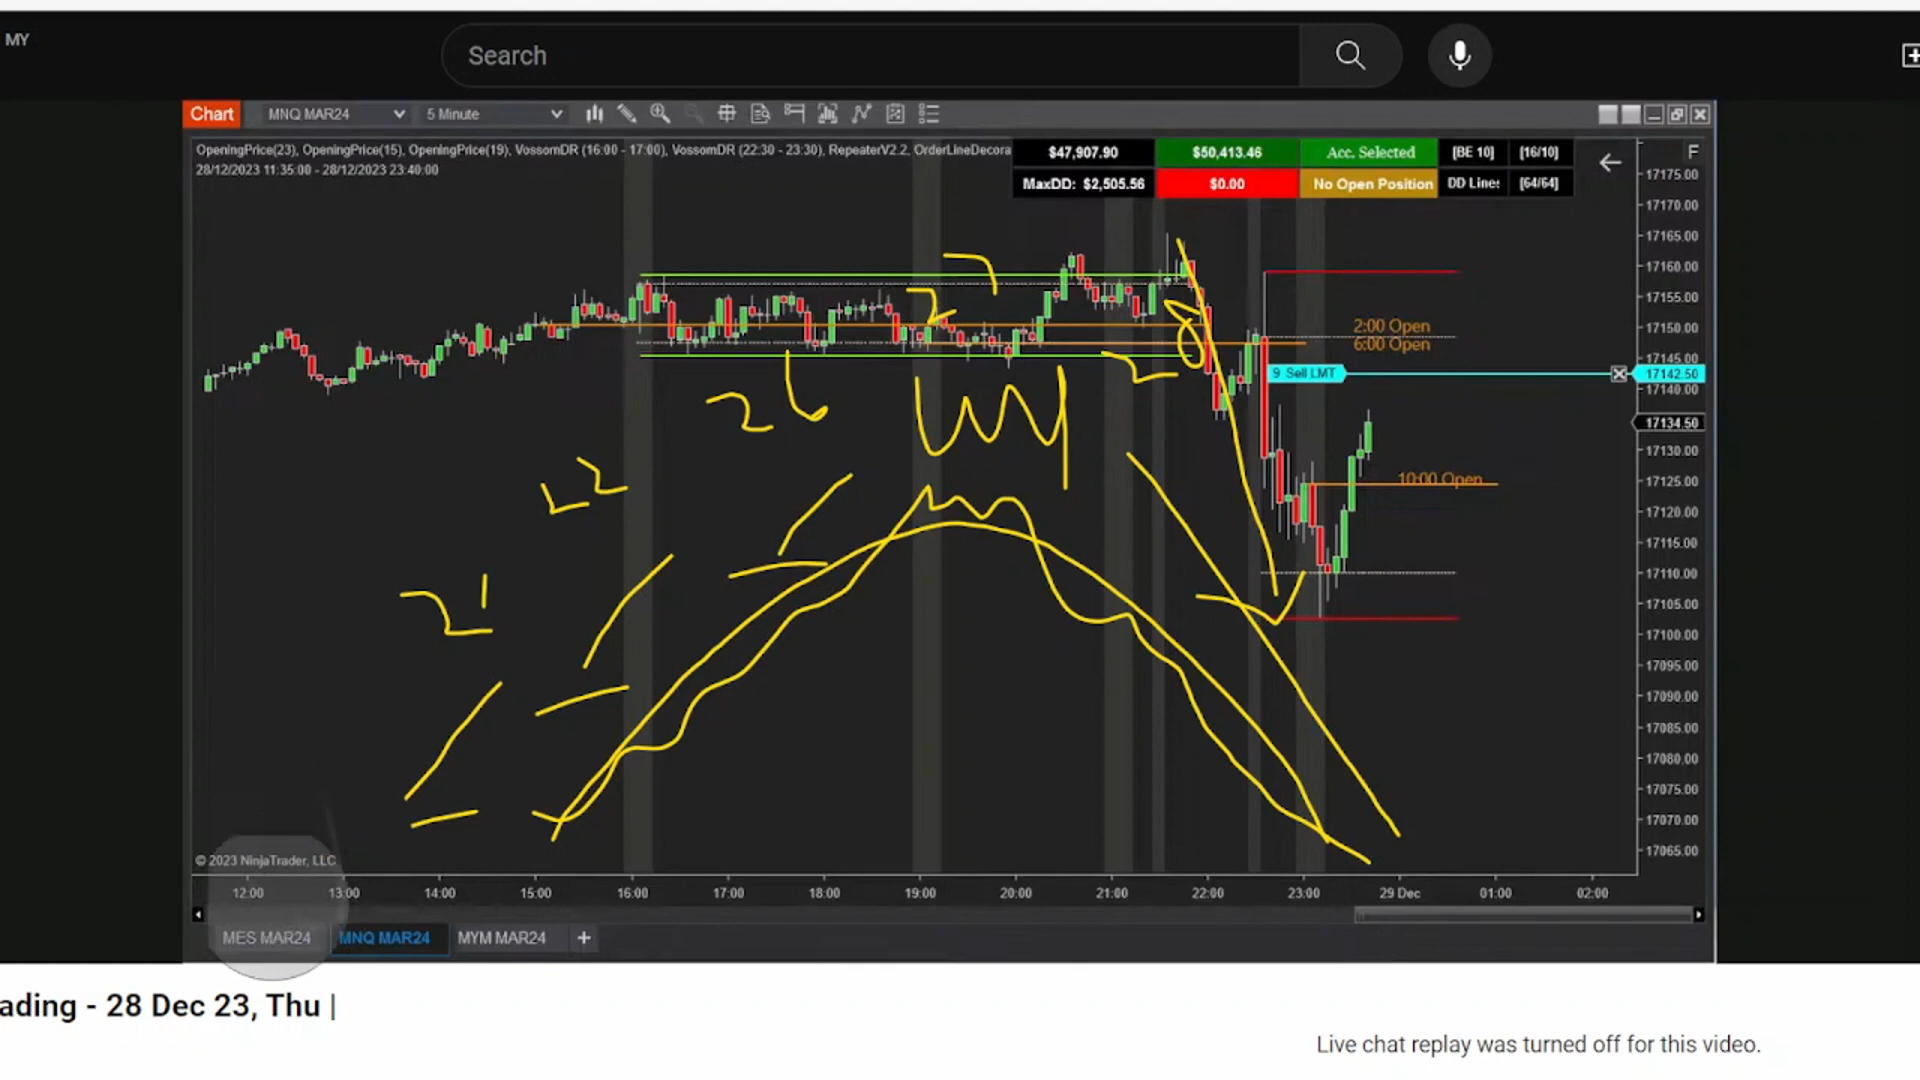 MY
Search
Chart MNQ MAR24 5 Minute
OpeningPrice(23), OpeningPrice(15), OpeningPrice(19), VossomDR (16:00 - 17:00), VossomDR (22:30 - 23:30), RepeaterV2.2, OrderLineDecora
28/12/2023 11:35:00 - 28/12/2023 23:40:00
$47,907.90 $50,413.46 Acc. Selected [BE 10] [16/10]
MaxDD: $2,505.56 $0.00 No Open Position DD Line: [64/64]
F
17175.00
17170.00
17165.00
17160.00
17155.00
17150.00
17145.00
17142.50
17140.00
17134.50
17130.00
17125.00
17120.00
17115.00
17110.00
17105.00
17100.00
17095.00
17090.00
17085.00
17080.00
17075.00
17070.00
17065.00
2:00 Open
6:00 Open
9 Sell LMT
10:00 Open
27
28
26
22
21
© 2023 NinjaTrader, LLC
12:00 13:00 14:00 15:00 16:00 17:00 18:00 19:00 20:00 21:00 22:00 23:00 29 Dec 01:00 02:00
MES MAR24 MNQ MAR24 MYM MAR24 +
ading - 28 Dec 23, Thu |
Live chat replay was turned off for this video.